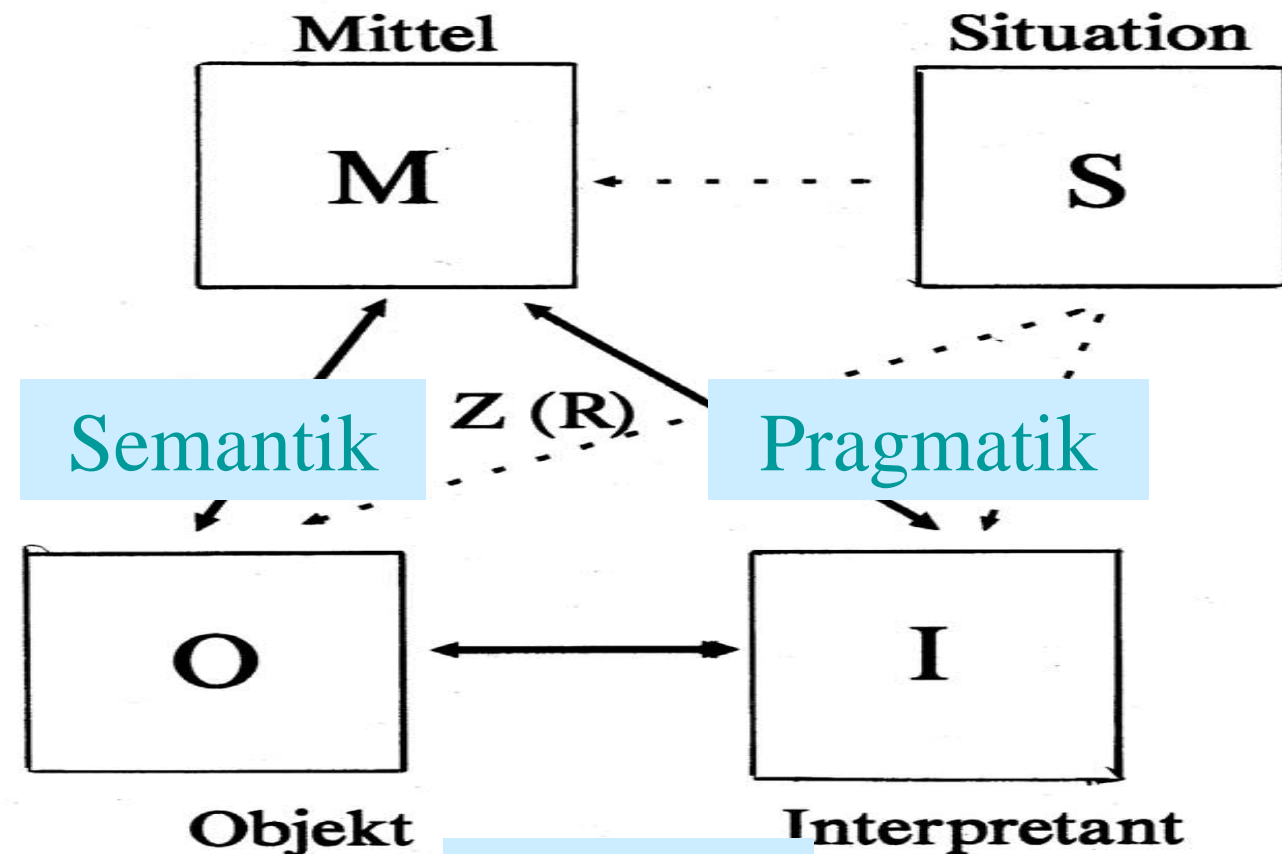 Mittel Situation
M S
Semantik Z (R) Pragmatik
O I
Objekt Interpretant